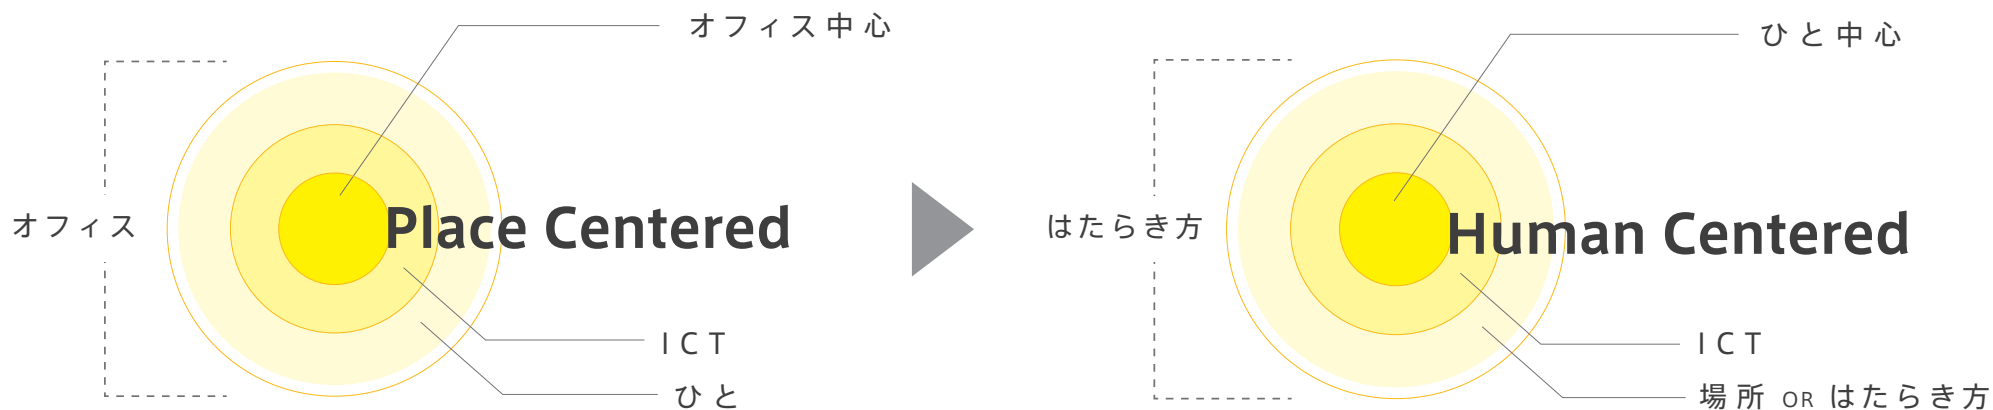 オフィス中心
オフィス
Place Centered
ICT
ひと
ひと中心
はたらき方
Human Centered
ICT
場所 OR はたらき方